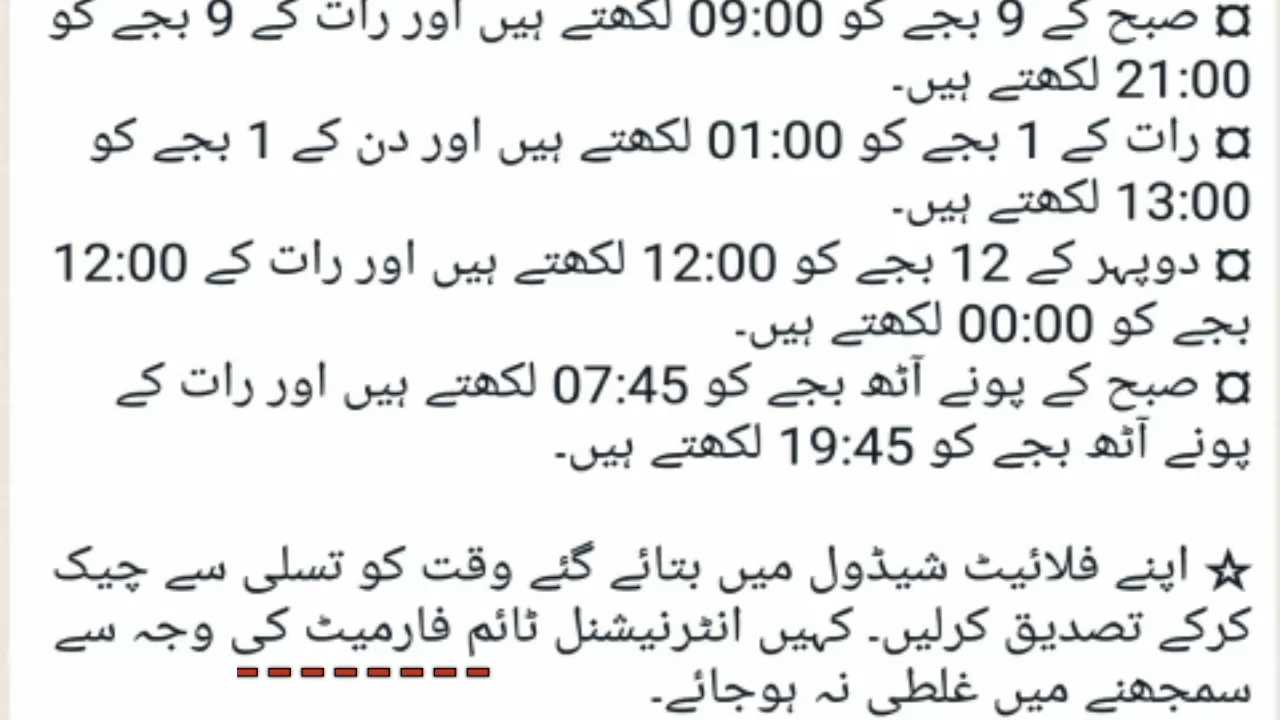 ¤ صبح کے 9 بجے کو 09:00 لکھتے ہیں اور رات کے 9 بجے کو
21:00 لکھتے ہیں۔
¤ رات کے 1 بجے کو 01:00 لکھتے ہیں اور دن کے 1 بجے کو
13:00 لکھتے ہیں۔
¤ دوپہر کے 12 بجے کو 12:00 لکھتے ہیں اور رات کے 12:00
بجے کو 00:00 لکھتے ہیں۔
¤ صبح کے پونے آٹھ بجے کو 07:45 لکھتے ہیں اور رات کے
پونے آٹھ بجے کو 19:45 لکھتے ہیں۔
☆ اپنے فلائیٹ شیڈول میں بتائے گئے وقت کو تسلی سے چیک
کرکے تصدیق کرلیں۔ کہیں انٹرنیشنل ٹائم فارمیٹ کی وجہ سے
سمجھنے میں غلطی نہ ہوجائے۔